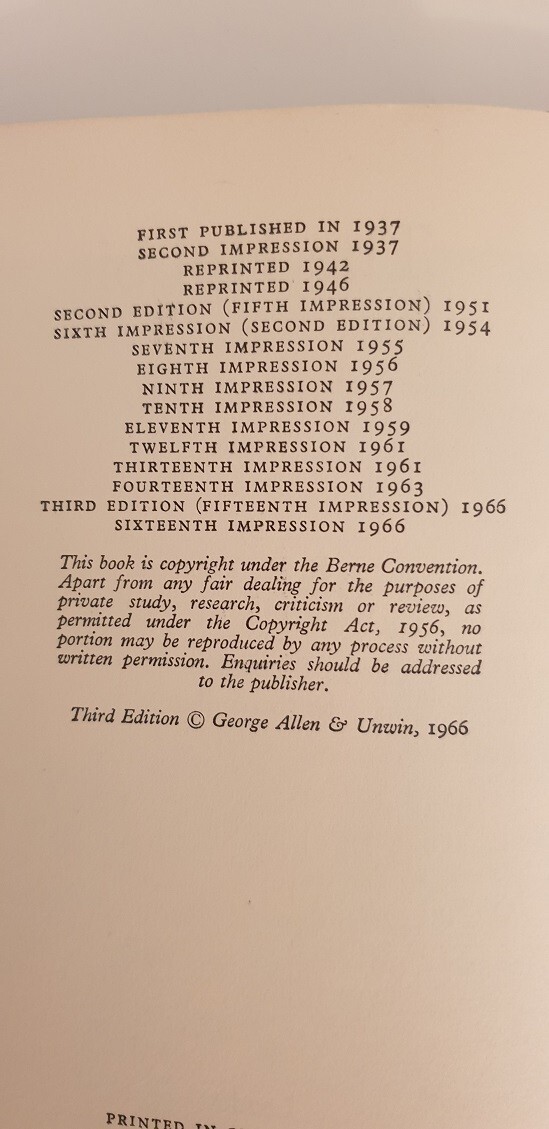 FIRST PUBLISHED IN 1937
SECOND IMPRESSION 1937
REPRINTED 1942
REPRINTED 1946
SECOND EDITION (FIFTH IMPRESSION) 1951
SIXTH IMPRESSION (SECOND EDITION) 1954
SEVENTH IMPRESSION 1955
EIGHTH IMPRESSION 1956
NINTH IMPRESSION 1957
TENTH IMPRESSION 1958
ELEVENTH IMPRESSION 1959
TWELFTH IMPRESSION 1961
THIRTEENTH IMPRESSION 1961
FOURTEENTH IMPRESSION 1963
THIRD EDITION (FIFTEENTH IMPRESSION) 1966
SIXTEENTH IMPRESSION 1966
This book is copyright under the Berne Convention.
Apart from any fair dealing for the purposes of
private study, research, criticism or review, as
permitted under the Copyright Act, 1956, no
portion may be reproduced by any process without
written permission. Enquiries should be addressed
to the publisher.
Third Edition © George Allen & Unwin, 1966
PRINTED IN